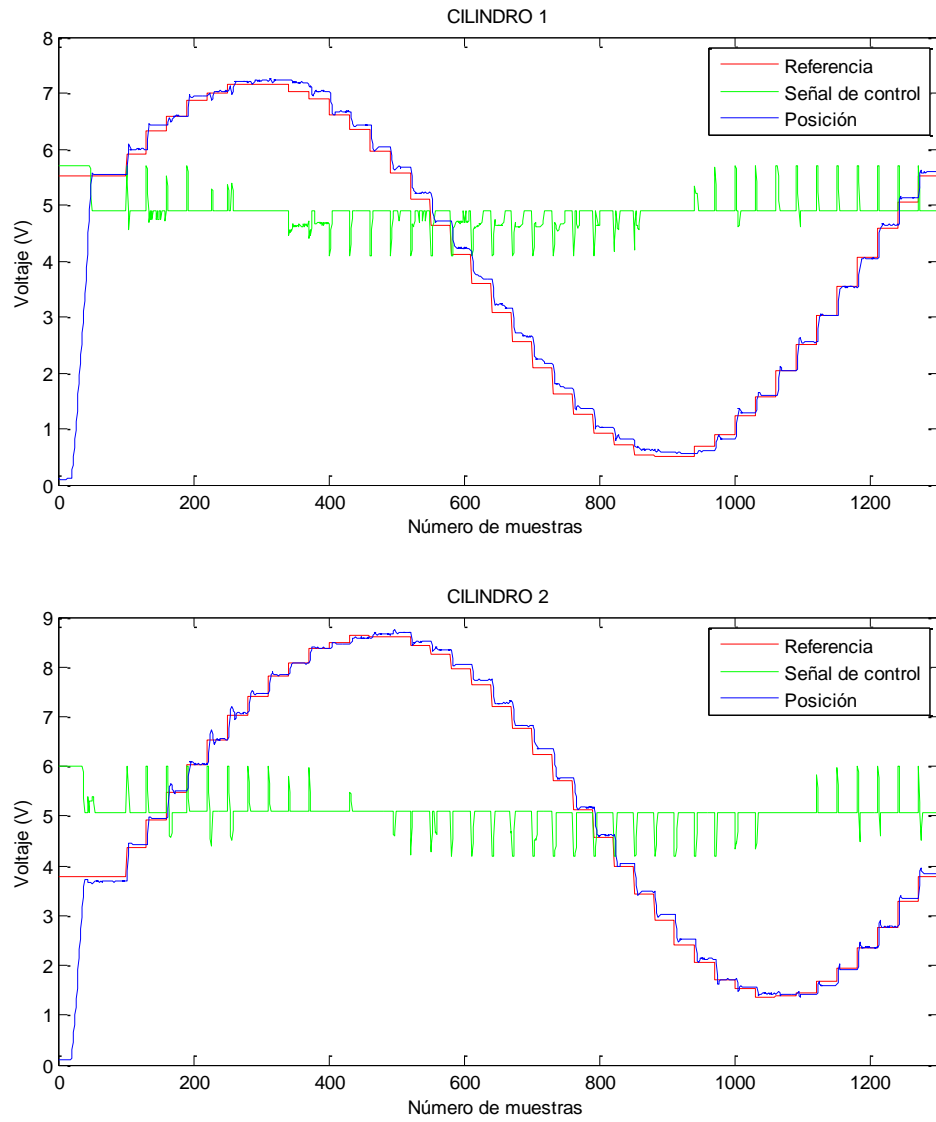 CILINDRO 1
8
7
6
5
4
3
2
1
0
Voltaje (V)
Referencia
Señal de control
Posición
0 200 400 600 800 1000 1200
Número de muestras
CILINDRO 2
9
8
7
6
5
4
3
2
1
0
Voltaje (V)
Referencia
Señal de control
Posición
0 200 400 600 800 1000 1200
Número de muestras